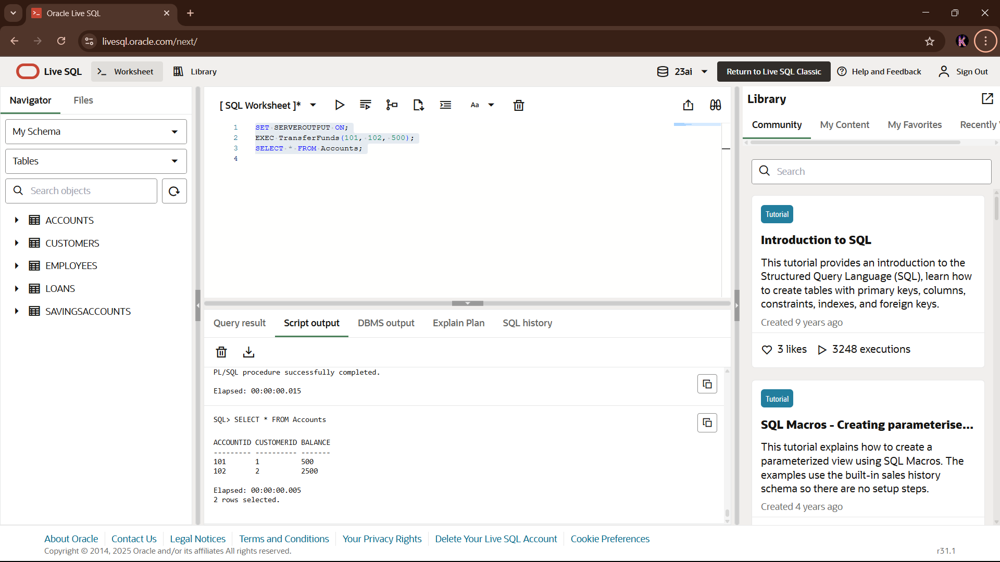 Oracle Live SQL
livesql.oracle.com/next/
K
Live SQL
Worksheet
Library
23ai
Return to Live SQL Classic
Help and Feedback
Sign Out
Navigator
Files
My Schema
Tables
Search objects
ACCOUNTS
CUSTOMERS
EMPLOYEES
LOANS
SAVINGSACCOUNTS
[ SQL Worksheet ]*
Aa
1 SET SERVEROUTPUT ON;
2 EXEC TransferFunds(101, 102, 500);
3 SELECT * FROM Accounts;
4
Query result
Script output
DBMS output
Explain Plan
SQL history
PL/SQL procedure successfully completed.
Elapsed: 00:00:00.015
SQL> SELECT * FROM Accounts
ACCOUNTID CUSTOMERID BALANCE
--------- ---------- -------
101 1 500
102 2 2500
Elapsed: 00:00:00.005
2 rows selected.
Library
Community
My Content
My Favorites
Recently
Search
Tutorial
Introduction to SQL
This tutorial provides an introduction to the
Structured Query Language (SQL), learn how
to create tables with primary keys, columns,
constraints, indexes, and foreign keys.
Created 9 years ago
3 likes
3248 executions
Tutorial
SQL Macros - Creating parameterise...
This tutorial explains how to create a
parameterized view using SQL Macros. The
examples use the built-in sales history
schema so there are no setup steps.
Created 4 years ago
About Oracle
Contact Us
Legal Notices
Terms and Conditions
Your Privacy Rights
Delete Your Live SQL Account
Cookie Preferences
Copyright © 2014, 2025 Oracle and/or its affiliates All rights reserved.
r31.1